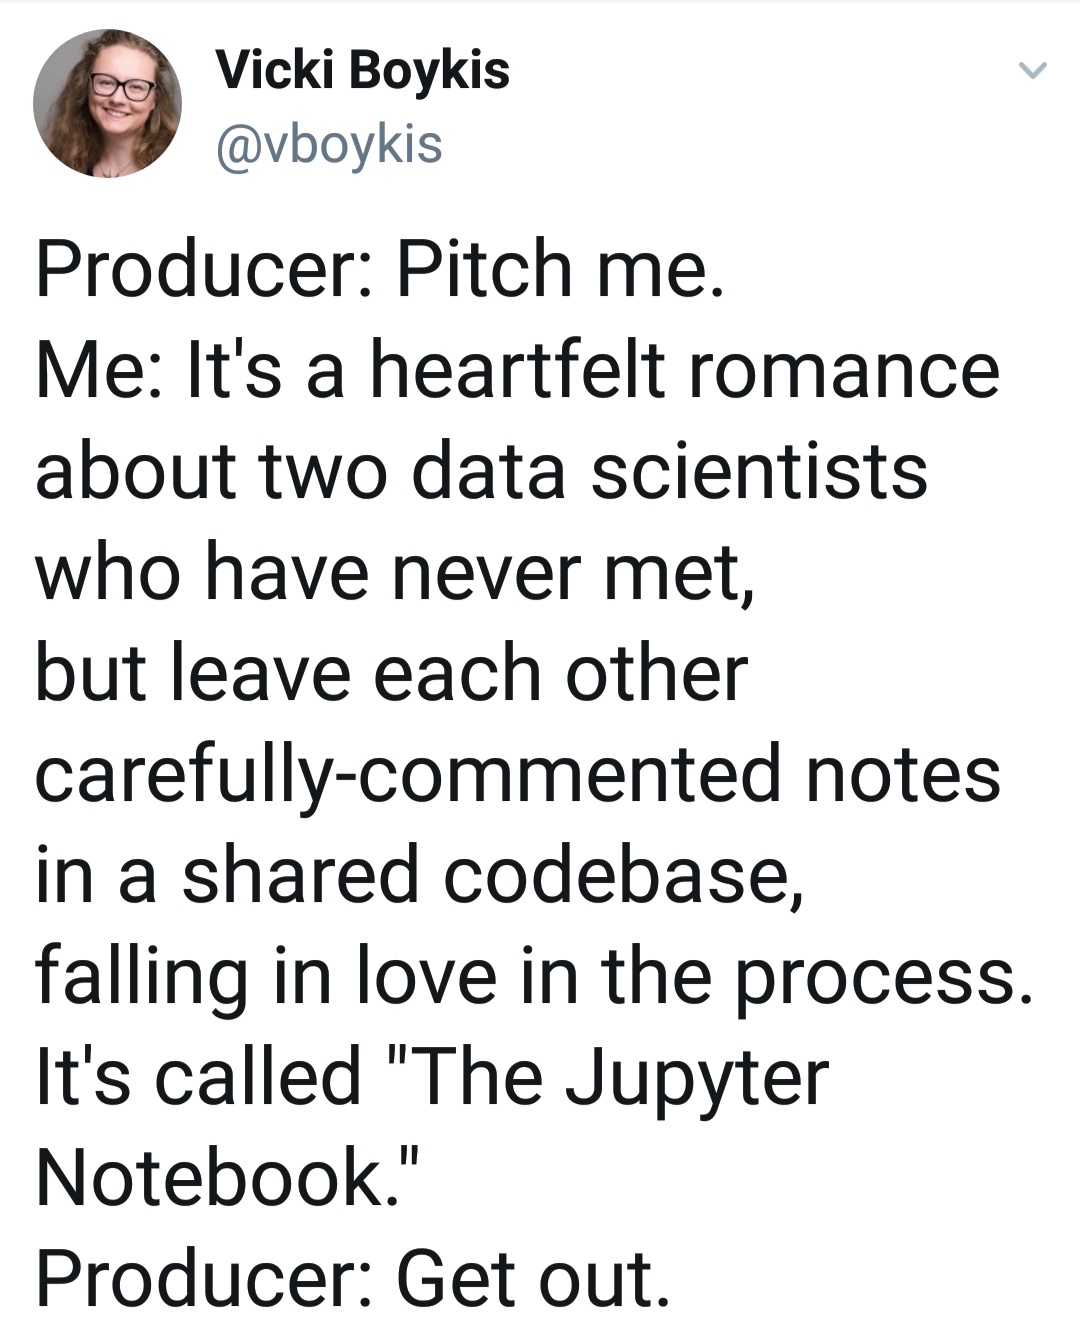 Vicki Boykis
@vboykis
Producer: Pitch me.
Me: It's a heartfelt romance
about two data scientists
who have never met,
but leave each other
carefully-commented notes
in a shared codebase,
falling in love in the process.
It's called "The Jupyter
Notebook."
Producer: Get out.